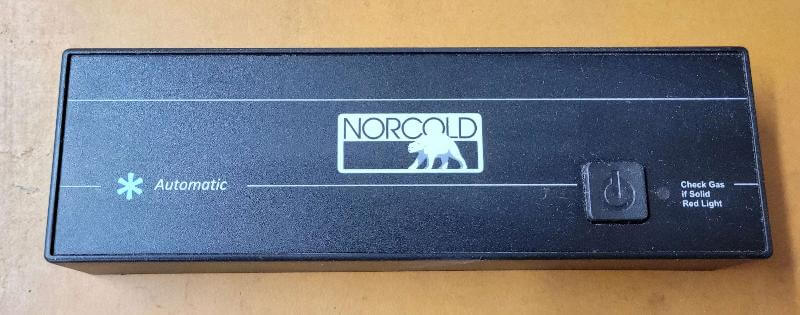 NORCOLD
Automatic
Check Gas
if Solid
Red Light